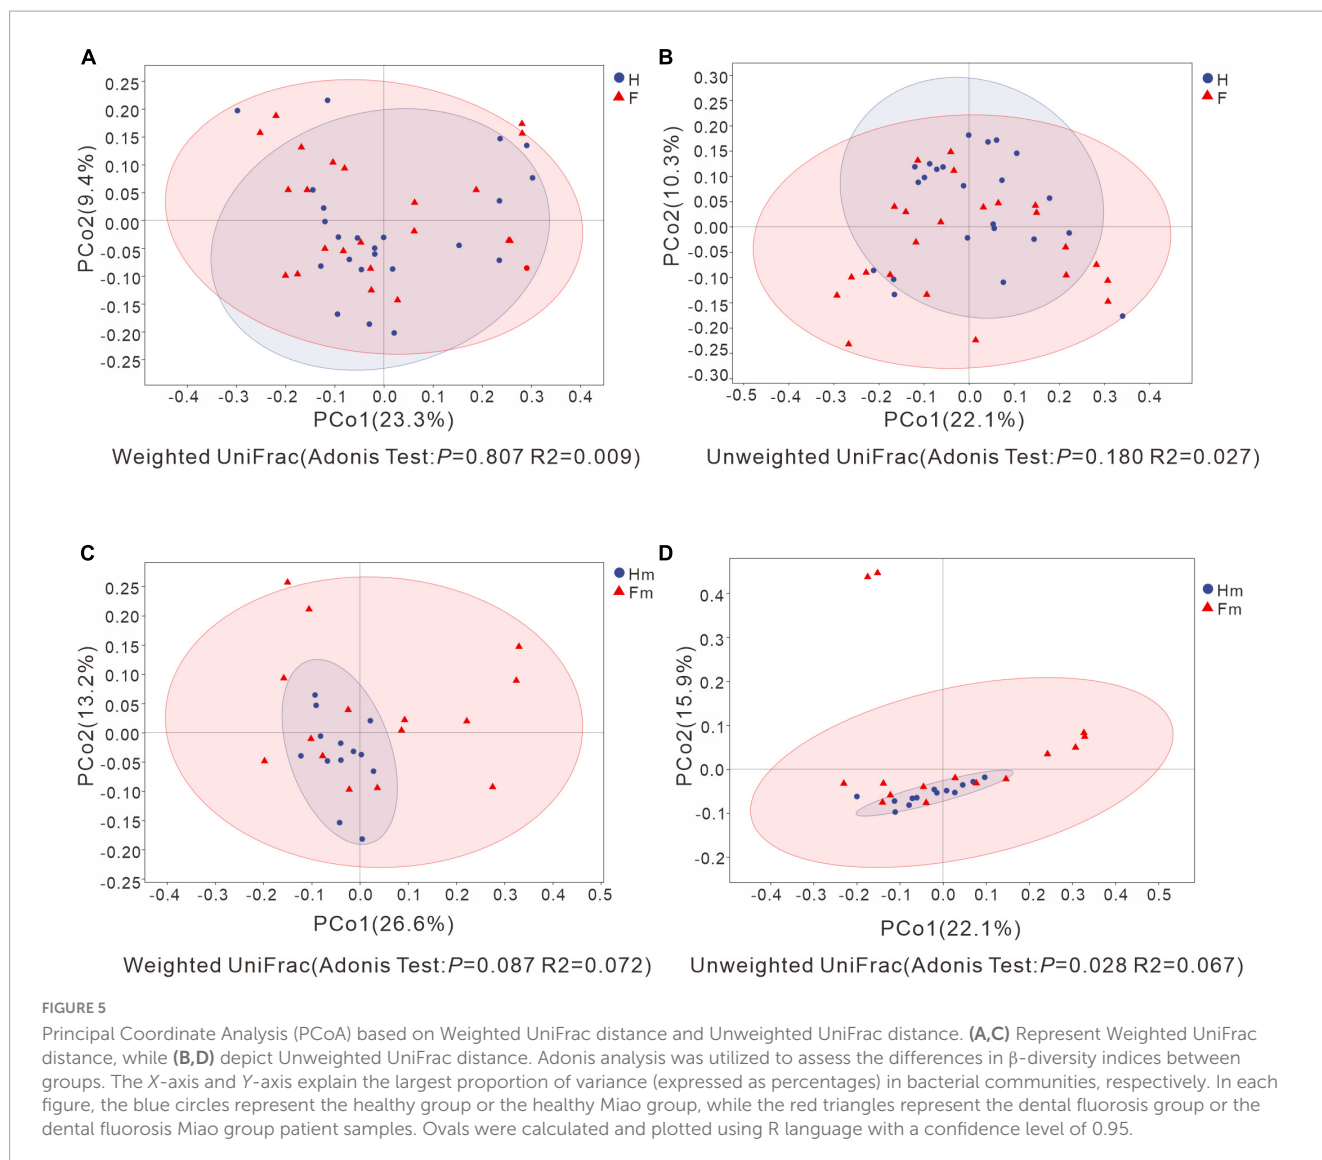 A
H
F
0.25
0.20
0.15
0.10
0.05
0.00
-0.05
-0.10
-0.15
-0.20
-0.25
PCo2(9.4%)
-0.4 -0.3 -0.2 -0.1 0.0 0.1 0.2 0.3 0.4
PCo1(23.3%)
Weighted UniFrac(Adonis Test:P=0.807 R2=0.009)
B
H
F
0.30
0.25
0.20
0.15
0.10
0.05
0.00
-0.05
-0.10
-0.15
-0.20
-0.25
-0.30
PCo2(10.3%)
-0.5 -0.4 -0.3 -0.2 -0.1 0.0 0.1 0.2 0.3 0.4
PCo1(22.1%)
Unweighted UniFrac(Adonis Test:P=0.180 R2=0.027)
C
Hm
Fm
0.25
0.20
0.15
0.10
0.05
0.00
-0.05
-0.10
-0.15
-0.20
-0.25
PCo2(13.2%)
-0.4 -0.3 -0.2 -0.1 0.0 0.1 0.2 0.3 0.4 0.5
PCo1(26.6%)
Weighted UniFrac(Adonis Test:P=0.087 R2=0.072)
D
Hm
Fm
0.4
0.3
0.2
0.1
0.0
-0.1
-0.2
PCo2(15.9%)
-0.4 -0.3 -0.2 -0.1 0.0 0.1 0.2 0.3 0.4 0.5
PCo1(22.1%)
Unweighted UniFrac(Adonis Test:P=0.028 R2=0.067)
FIGURE 5
Principal Coordinate Analysis (PCoA) based on Weighted UniFrac distance and Unweighted UniFrac distance. (A,C) Represent Weighted UniFrac
distance, while (B,D) depict Unweighted UniFrac distance. Adonis analysis was utilized to assess the differences in β-diversity indices between
groups. The X-axis and Y-axis explain the largest proportion of variance (expressed as percentages) in bacterial communities, respectively. In each
figure, the blue circles represent the healthy group or the healthy Miao group, while the red triangles represent the dental fluorosis group or the
dental fluorosis Miao group patient samples. Ovals were calculated and plotted using R language with a confidence level of 0.95.